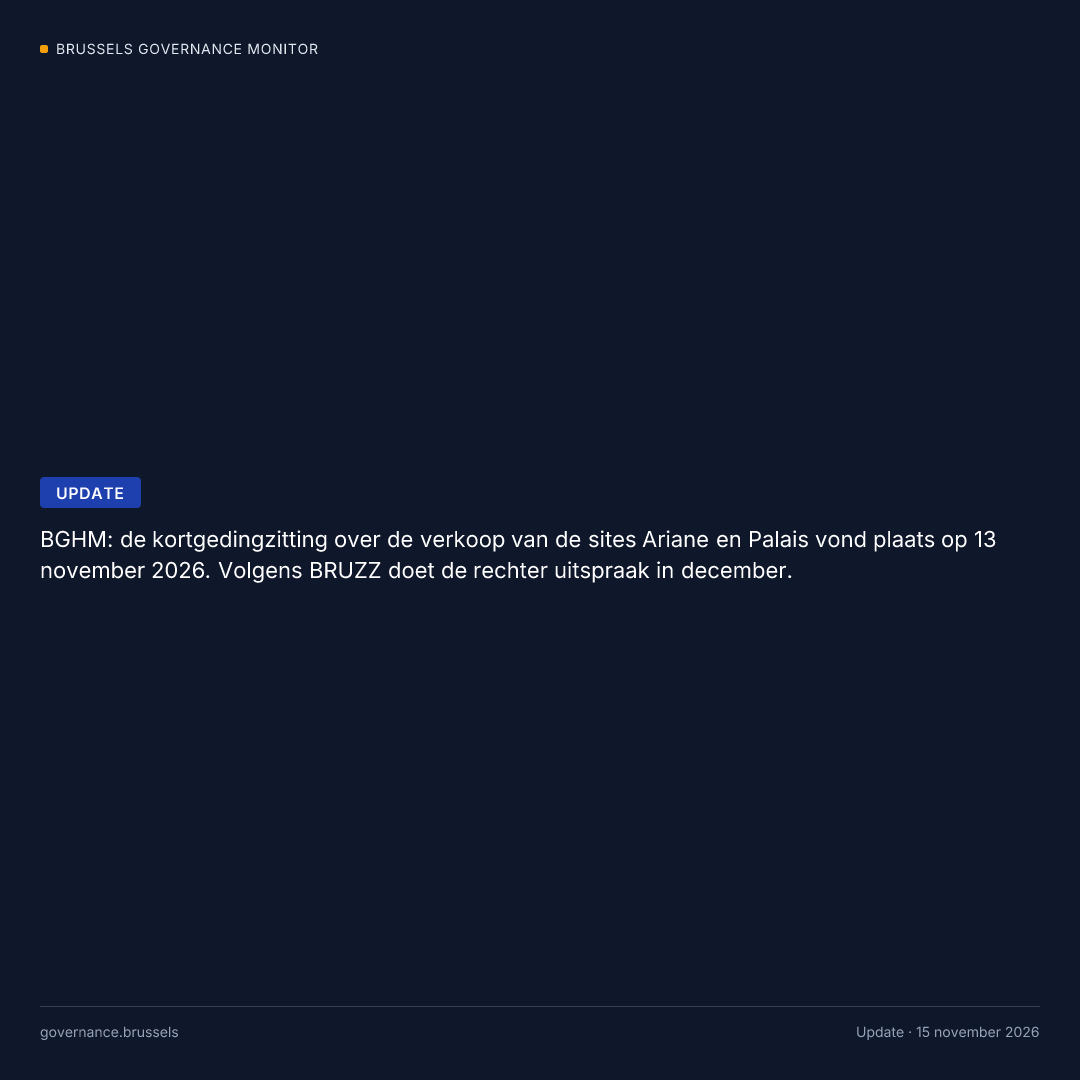 BRUSSELS GOVERNANCE MONITOR
UPDATE
BGHM: de kortgedingzitting over de verkoop van de sites Ariane en Palais vond plaats op 13
november 2026. Volgens BRUZZ doet de rechter uitspraak in december.
governance.brussels
Update · 15 november 2026